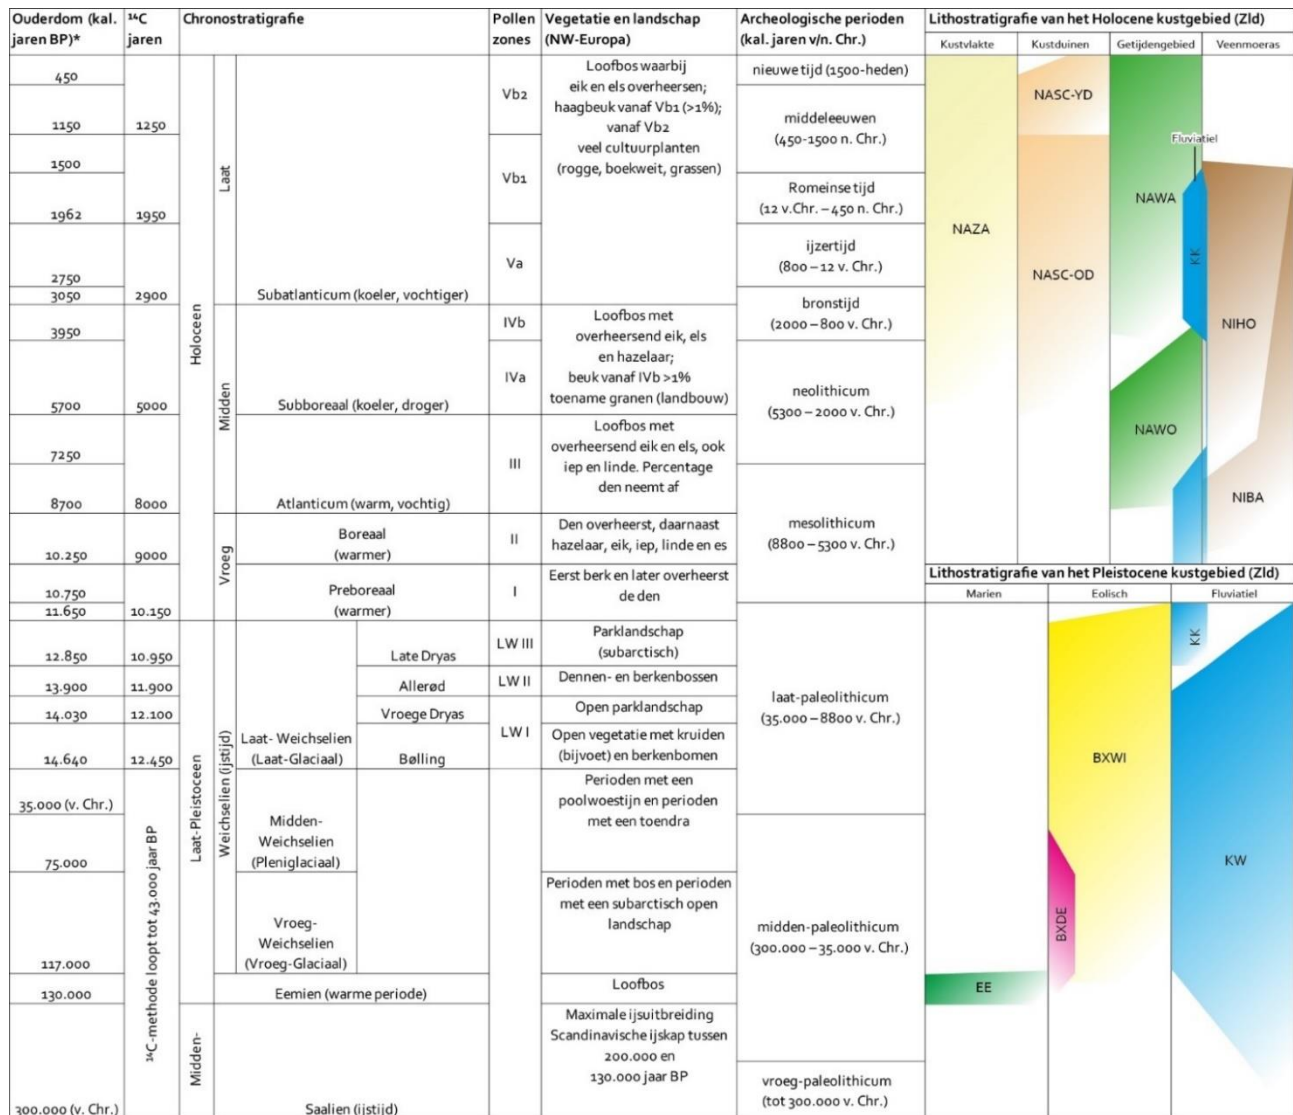 Ouderdom (kal. jaren BP)*
¹⁴C jaren
Chronostratigrafie
Pollen zones
Vegetatie en landschap (NW-Europa)
Archeologische perioden (kal. jaren v/n. Chr.)
Lithostratigrafie van het Holocene kustgebied (Zld)
Kustvlakte
Kustduinen
Getijdengebied
Veenmoeras
450
1150
1500
1962
2750
3050
3950
5700
7250
8700
10.250
10.750
11.650
12.850
13.900
14.030
14.640
35.000 (v. Chr.)
75.000
117.000
130.000
300.000 (v. Chr.)
1250
1950
2900
5000
8000
9000
10.150
10.950
11.900
12.100
12.450
¹⁴C-methode loopt tot 43.000 jaar BP
Holoceen
Laat-Pleistoceen
Midden-
Laat
Midden
Vroeg
Weichselien (ijstijd)
Subatlanticum (koeler, vochtiger)
Subboreaal (koeler, droger)
Atlanticum (warm, vochtig)
Boreaal
(warmer)
Preboreaal
(warmer)
Laat- Weichselien
(Laat-Glaciaal)
Late Dryas
Allerød
Vroege Dryas
Bølling
Midden-
Weichselien
(Pleniglaciaal)
Vroeg-
Weichselien
(Vroeg-Glaciaal)
Eemien (warme periode)
Saalien (ijstijd)
Vb2
Vb1
Va
IVb
IVa
III
II
I
LW III
LW II
LW I
Loofbos waarbij
eik en els overheersen;
haagbeuk vanaf Vb1 (>1%);
vanaf Vb2
veel cultuurplanten
(rogge, boekweit, grassen)
Loofbos met
overheersend eik, els
en hazelaar;
beuk vanaf IVb >1%
toename granen (landbouw)
Loofbos met
overheersend eik en els, ook
iep en linde. Percentage
den neemt af
Den overheerst, daarnaast
hazelaar, eik, iep, linde en es
Eerst berk en later overheerst
de den
Parklandschap
(subarctisch)
Dennen- en berkenbossen
Open parklandschap
Open vegetatie met kruiden
(bijvoet) en berkenbomen
Perioden met een
poolwoestijn en perioden
met een toendra
Perioden met bos en perioden
met een subarctisch open
landschap
Loofbos
Maximale ijsuitbreiding
Scandinavische ijskap tussen
200.000 en
130.000 jaar BP
nieuwe tijd (1500-heden)
middeleeuwen
(450-1500 n. Chr.)
Romeinse tijd
(12 v.Chr. – 450 n. Chr.)
ijzertijd
(800 – 12 v. Chr.)
bronstijd
(2000 – 800 v. Chr.)
neolithicum
(5300 – 2000 v. Chr.)
mesolithicum
(8800 – 5300 v. Chr.)
laat-paleolithicum
(35.000 – 8800 v. Chr.)
midden-paleolithicum
(300.000 – 35.000 v. Chr.)
vroeg-paleolithicum
(tot 300.000 v. Chr.)
NAZA
NASC-YD
NASC-OD
NAWA
Fluviatiel
KK
NIHO
NAWO
NIBA
Lithostratigrafie van het Pleistocene kustgebied (Zld)
Marien
Eolisch
Fluviatiel
KK
BXWI
KW
BXDE
EE